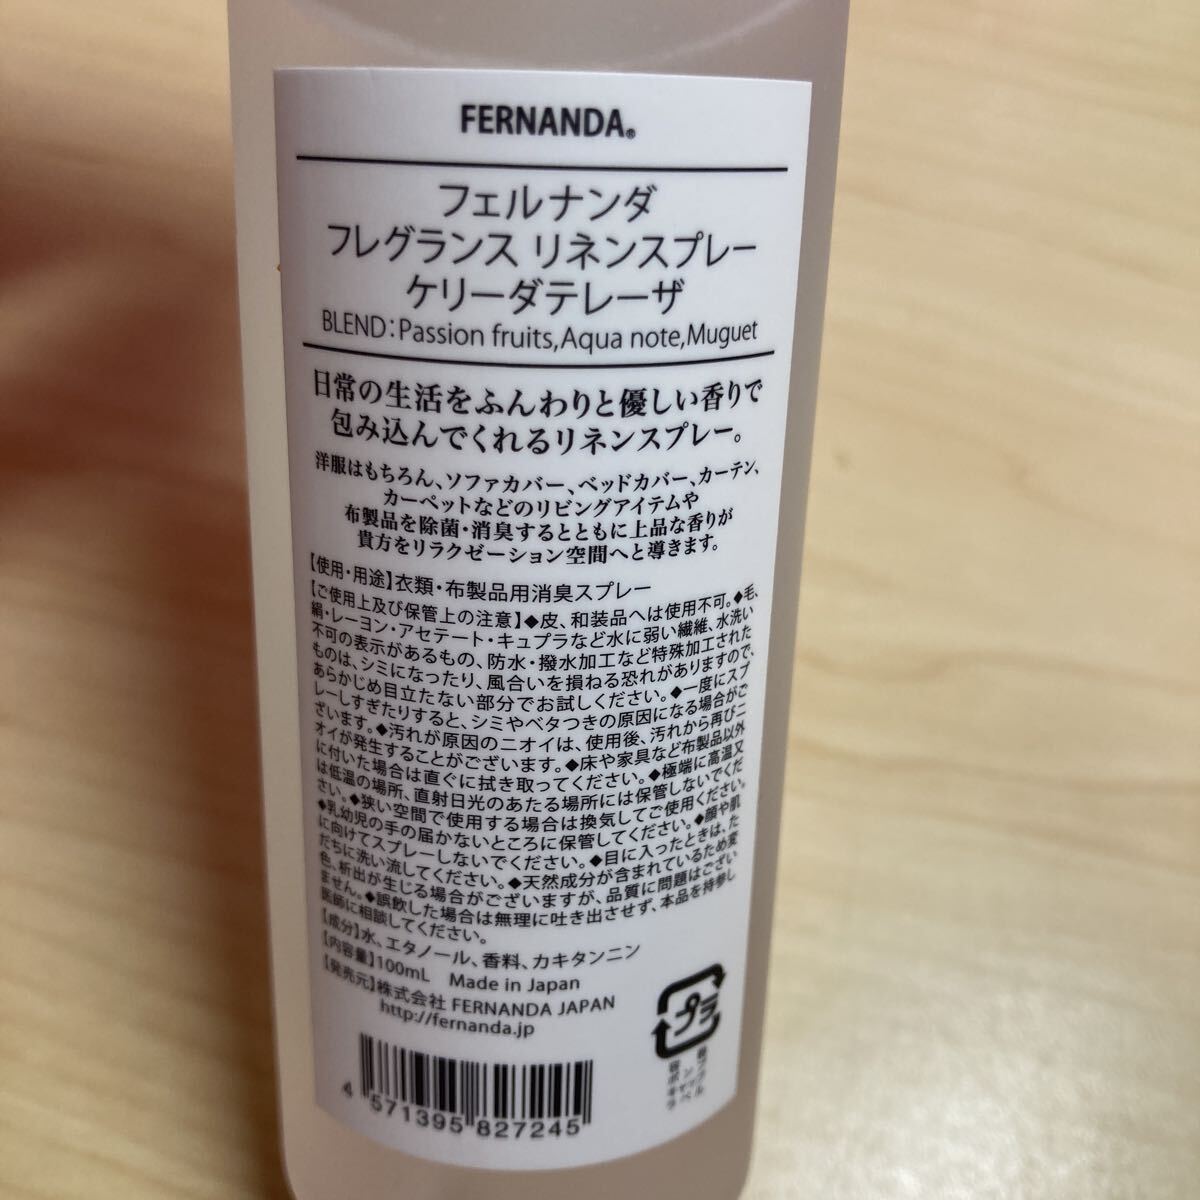 FERNANDA®
フェルナンダ
フレグランス リネンスプレー
ケリーダテレーザ
BLEND:Passion fruits,Aqua note,Muguet
日常の生活をふんわりと優しい香りで
包み込んでくれるリネンスプレー。
洋服はもちろん、ソファカバー、ベッドカバー、カーテン、
カーペットなどのリビングアイテムや
布製品を除菌・消臭するとともに上品な香りが
貴方をリラクゼーション空間へと導きます。
【使用・用途】衣類・布製品用消臭スプレー
【ご使用上及び保管上の注意】◆皮、和装品へは使用不可。◆毛、
絹・レーヨン・アセテート・キュプラなど水に弱い繊維、水洗い
不可の表示があるもの、防水・撥水加工など特殊加工された
ものは、シミになったり、風合いを損ねる恐れがありますので、
あらかじめ目立たない部分でお試しください。◆一度にスプ
レーしすぎたりすると、シミやベタつきの原因になる場合がご
ざいます。◆汚れが原因のニオイは、使用後、汚れから再びニ
オイが発生することがございます。◆床や家具など布製品以外
に付いた場合は直ぐに拭き取ってください。◆極端に高温又
は低温の場所、直射日光のあたる場所には保管しないでくだ
さい。◆狭い空間で使用する場合は換気してご使用ください。
◆乳幼児の手の届かないところに保管してください。◆顔や肌
に向けてスプレーしないでください。◆目に入ったときは、た
だちに洗い流してください。◆天然成分が含まれているため変
色、析出が生じる場合がございますが、品質に問題はござい
ません。◆誤飲した場合は無理に吐き出させず、本品を持参し
医師に相談してください。
【成分】水、エタノール、香料、カキタンニン
【内容量】100mL Made in Japan
【発売元】株式会社 FERNANDA JAPAN
http://fernanda.jp
プラ
4 571395 827245